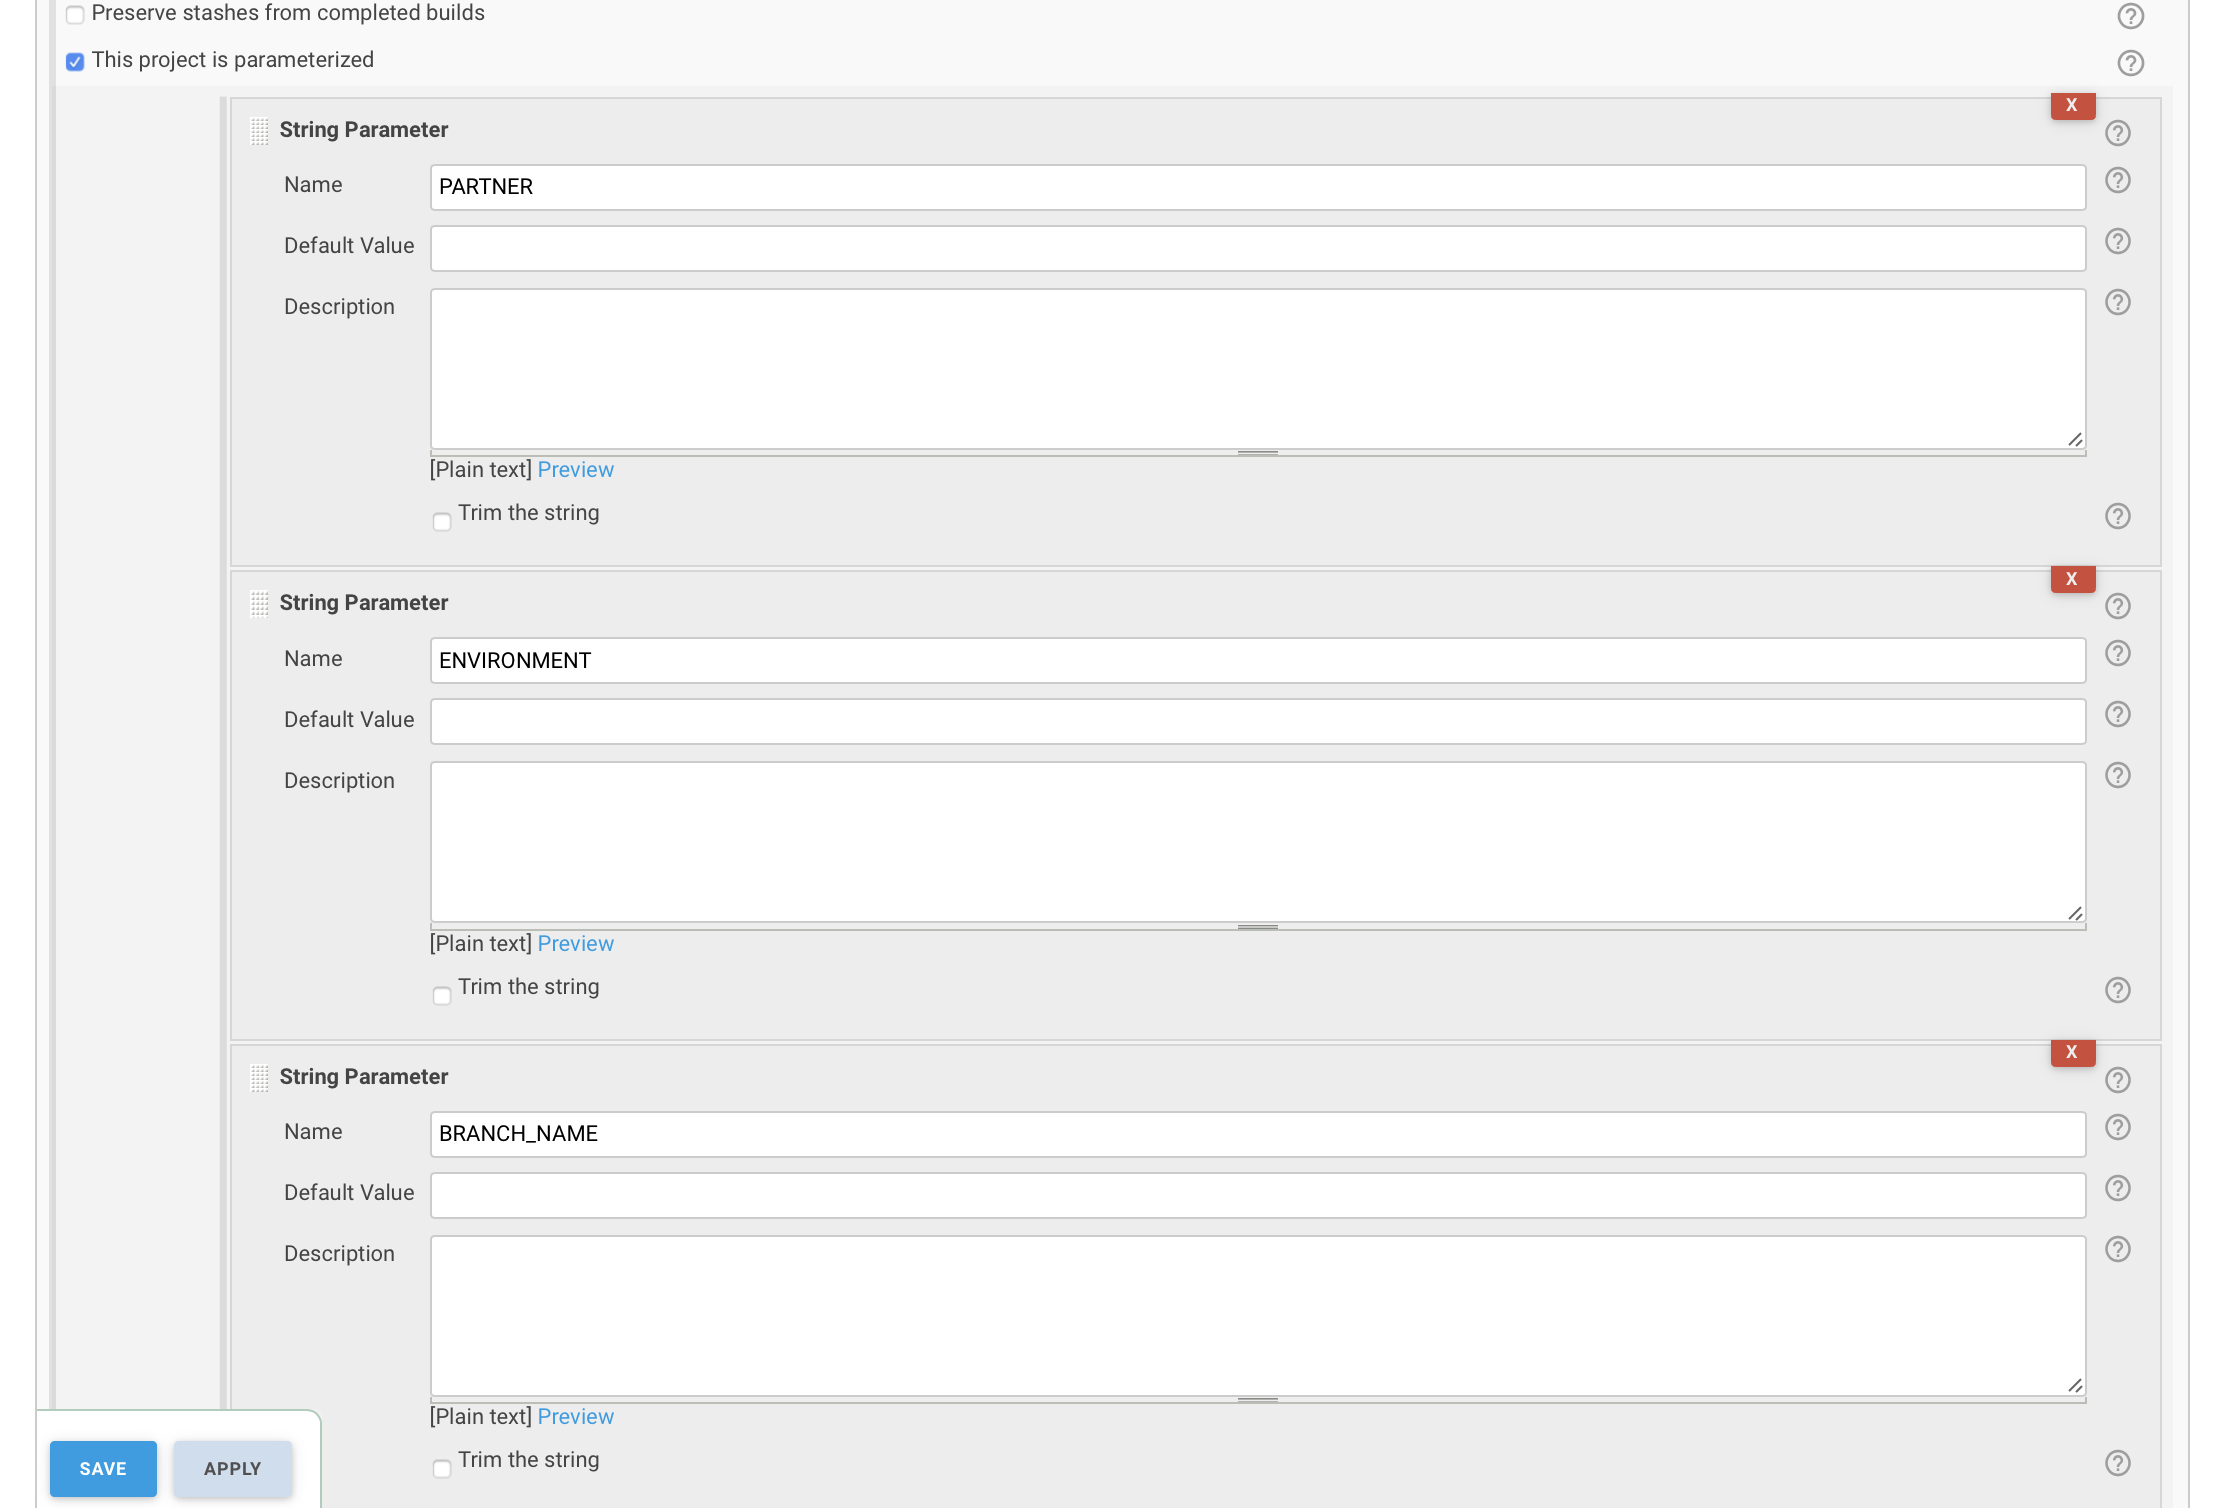 Preserve stashes from completed builds
This project is parameterized
X
String Parameter
Name PARTNER
Default Value
Description
[Plain text] Preview
Trim the string
X
String Parameter
Name ENVIRONMENT
Default Value
Description
[Plain text] Preview
Trim the string
X
String Parameter
Name BRANCH_NAME
Default Value
Description
[Plain text] Preview
Trim the string
SAVE APPLY